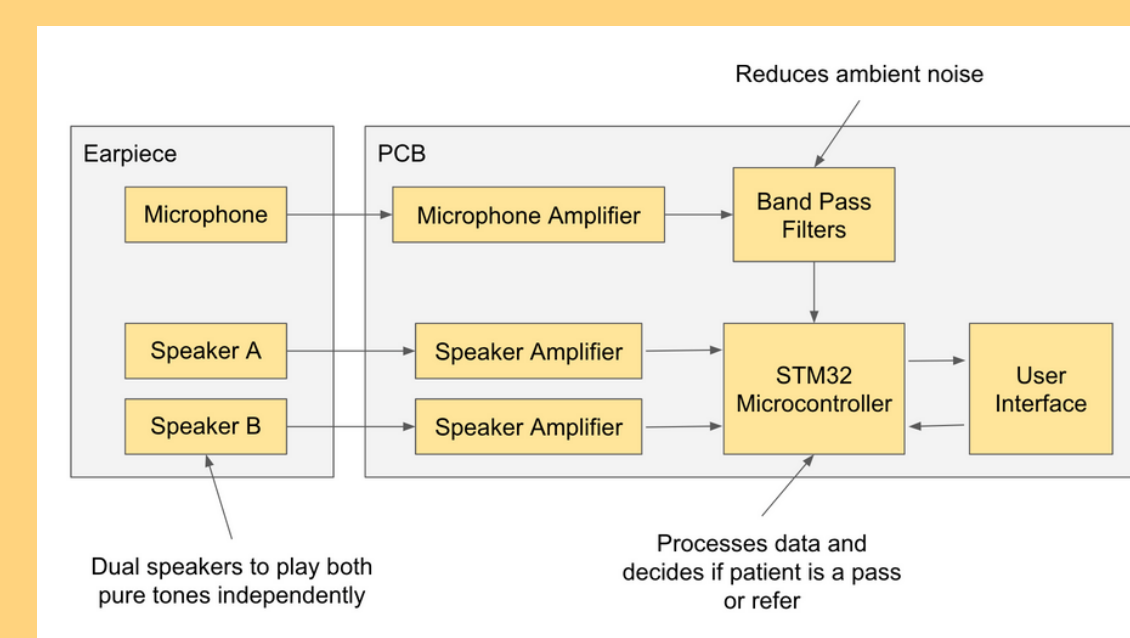 Reduces ambient noise
Earpiece
PCB
Microphone
Microphone Amplifier
Band Pass
Filters
Speaker A
Speaker Amplifier
STM32
Microcontroller
User
Interface
Speaker B
Speaker Amplifier
Dual speakers to play both
pure tones independently
Processes data and
decides if patient is a pass
or refer